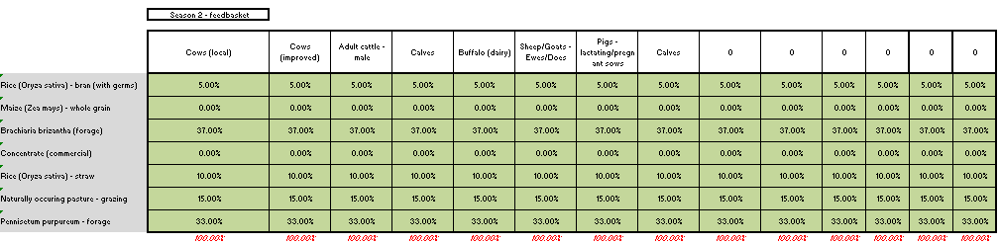 Season 2 - feedbasket
Cows (local) Cows (improved) Adult cattle - male Calves Buffalo (dairy) Sheep/Goats - Ewes/Does Pigs - lactating/pregnant sows Calves 0 0 0 0 0 0
Rice (Oryza sativa) - bran (with germs) 5.00% 5.00% 5.00% 5.00% 5.00% 5.00% 5.00% 5.00% 5.00% 5.00% 5.00% 5.00% 5.00% 5.00%
Maize (Zea mays) - whole grain 0.00% 0.00% 0.00% 0.00% 0.00% 0.00% 0.00% 0.00% 0.00% 0.00% 0.00% 0.00% 0.00% 0.00%
Brachiaria brizantha (forage) 37.00% 37.00% 37.00% 37.00% 37.00% 37.00% 37.00% 37.00% 37.00% 37.00% 37.00% 37.00% 37.00% 37.00%
Concentrate (commercial) 0.00% 0.00% 0.00% 0.00% 0.00% 0.00% 0.00% 0.00% 0.00% 0.00% 0.00% 0.00% 0.00% 0.00%
Rice (Oryza sativa) - straw 10.00% 10.00% 10.00% 10.00% 10.00% 10.00% 10.00% 10.00% 10.00% 10.00% 10.00% 10.00% 10.00% 10.00%
Naturally occuring pasture - grazing 15.00% 15.00% 15.00% 15.00% 15.00% 15.00% 15.00% 15.00% 15.00% 15.00% 15.00% 15.00% 15.00% 15.00%
Pennisetum purpureum - forage 33.00% 33.00% 33.00% 33.00% 33.00% 33.00% 33.00% 33.00% 33.00% 33.00% 33.00% 33.00% 33.00% 33.00%
100.00% 100.00% 100.00% 100.00% 100.00% 100.00% 100.00% 100.00% 100.00% 100.00% 100.00% 100.00% 100.00% 100.00%